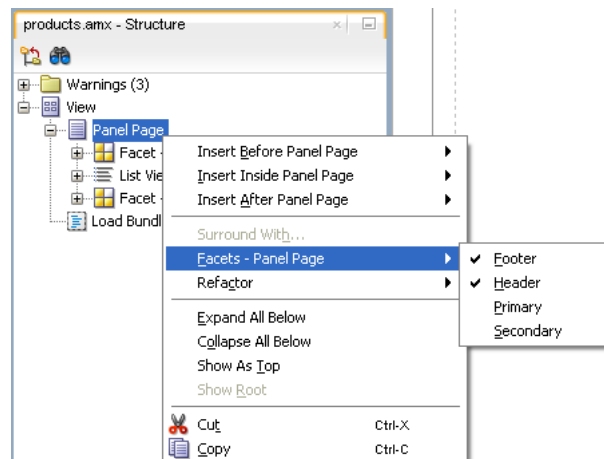 products.amx - Structure
Warnings (3)
View
Panel Page
Facet -
List Vie
Facet -
Load Bundl
Insert Before Panel Page
Insert Inside Panel Page
Insert After Panel Page
Surround With...
Facets - Panel Page
Refactor
Expand All Below
Collapse All Below
Show As Top
Show Root
Cut Ctrl-X
Copy Ctrl-C
Footer
Header
Primary
Secondary